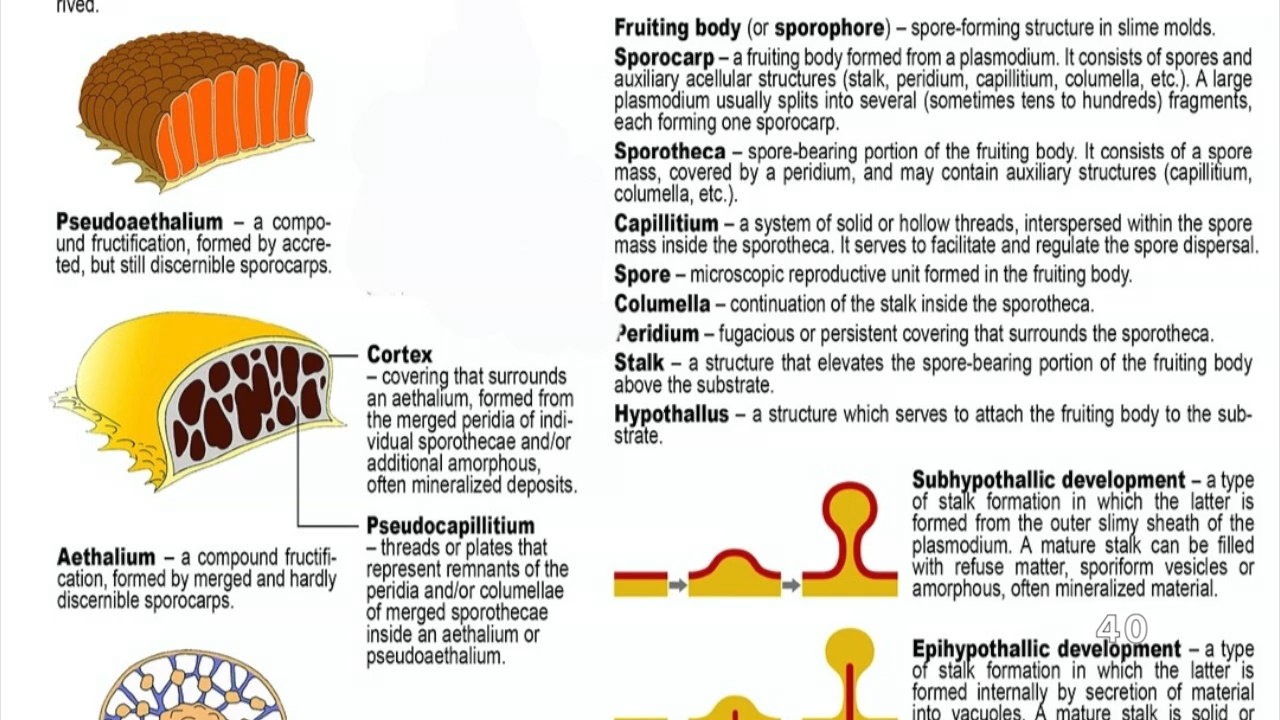 rived.
Pseudoaethalium – a compo-
und fructification, formed by accre-
ted, but still discernible sporocarps.
Cortex
– covering that surrounds
an aethalium, formed from
the merged peridia of indi-
vidual sporothecae and/or
additional amorphous,
often mineralized deposits.
Pseudocapillitium
– threads or plates that
represent remnants of the
peridia and/or columellae
of merged sporothecae
inside an aethalium or
pseudoaethalium.
Aethalium – a compound fructifi-
cation, formed by merged and hardly
discernible sporocarps.
Fruiting body (or sporophore) – spore-forming structure in slime molds.
Sporocarp – a fruiting body formed from a plasmodium. It consists of spores and
auxiliary acellular structures (stalk, peridium, capillitium, columella, etc.). A large
plasmodium usually splits into several (sometimes tens to hundreds) fragments,
each forming one sporocarp.
Sporotheca – spore-bearing portion of the fruiting body. It consists of a spore
mass, covered by a peridium, and may contain auxiliary structures (capillitium,
columella, etc.).
Capillitium – a system of solid or hollow threads, interspersed within the spore
mass inside the sporotheca. It serves to facilitate and regulate the spore dispersal.
Spore – microscopic reproductive unit formed in the fruiting body.
Columella – continuation of the stalk inside the sporotheca.
Peridium – fugacious or persistent covering that surrounds the sporotheca.
Stalk – a structure that elevates the spore-bearing portion of the fruiting body
above the substrate.
Hypothallus – a structure which serves to attach the fruiting body to the sub-
strate.
Subhypothallic development – a type
of stalk formation in which the latter is
formed from the outer slimy sheath of the
plasmodium. A mature stalk can be filled
with refuse matter, sporiform vesicles or
amorphous, often mineralized material.
40
Epihypothallic development – a type
of stalk formation in which the latter is
formed internally by secretion of material
into vacuoles. A mature stalk is solid or